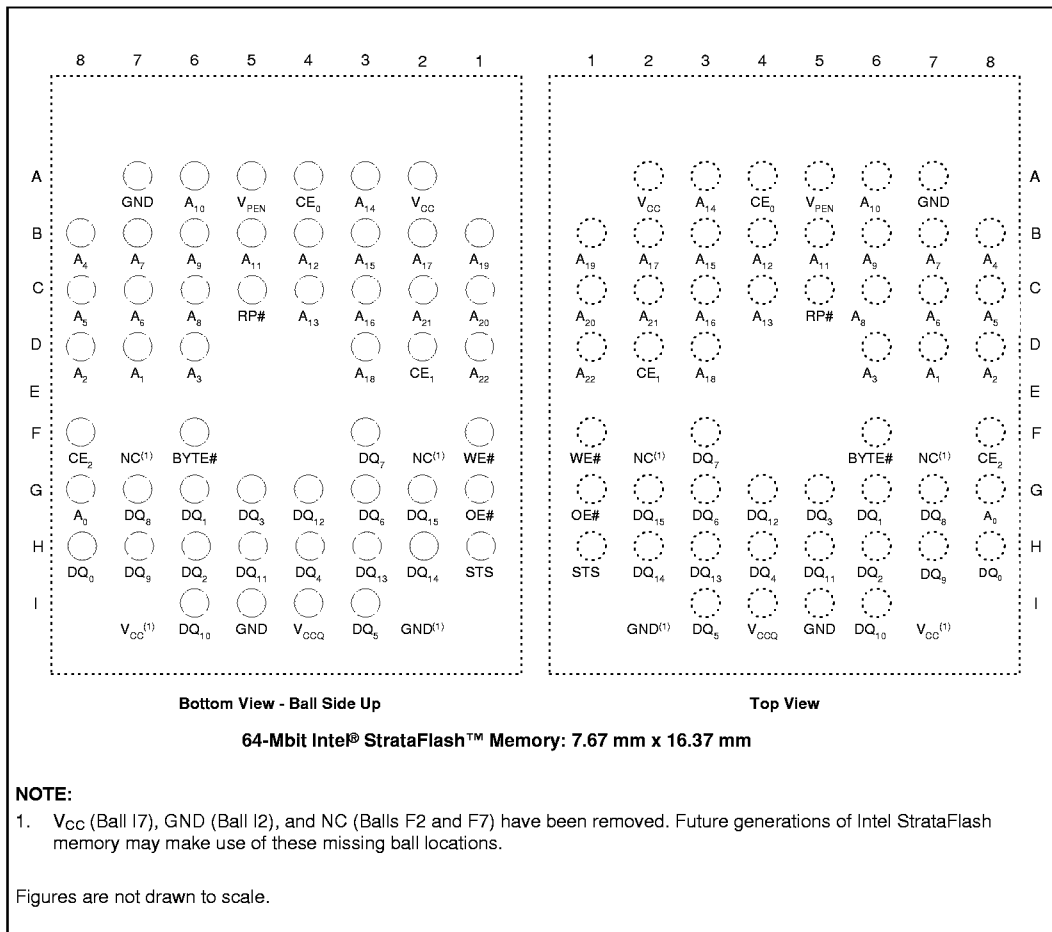 8 7 6 5 4 3 2 1 1 2 3 4 5 6 7 8
A A
GND A10 VPEN CE0 A14 VCC VCC A14 CE0 VPEN A10 GND
B B
A4 A7 A9 A11 A12 A15 A17 A19 A19 A17 A15 A12 A11 A9 A7 A4
C C
A5 A6 A8 RP# A13 A16 A21 A20 A20 A21 A16 A13 RP# A8 A6 A5
D D
A2 A1 A3 A18 CE1 A22 A22 CE1 A18 A3 A1 A2
E E
F F
CE2 NC(1) BYTE# DQ7 NC(1) WE# WE# NC(1) DQ7 BYTE# NC(1) CE2
G G
A0 DQ8 DQ1 DQ3 DQ12 DQ6 DQ15 OE# OE# DQ15 DQ6 DQ12 DQ3 DQ1 DQ8 A0
H H
DQ0 DQ9 DQ2 DQ11 DQ4 DQ13 DQ14 STS STS DQ14 DQ13 DQ4 DQ11 DQ2 DQ9 DQ0
I I
VCC(1) DQ10 GND VCCQ DQ5 GND(1) GND(1) DQ5 VCCQ GND DQ10 VCC(1)
Bottom View - Ball Side Up Top View
64-Mbit Intel® StrataFlash™ Memory: 7.67 mm x 16.37 mm
NOTE:
1. VCC (Ball I7), GND (Ball I2), and NC (Balls F2 and F7) have been removed. Future generations of Intel StrataFlash
memory may make use of these missing ball locations.
Figures are not drawn to scale.